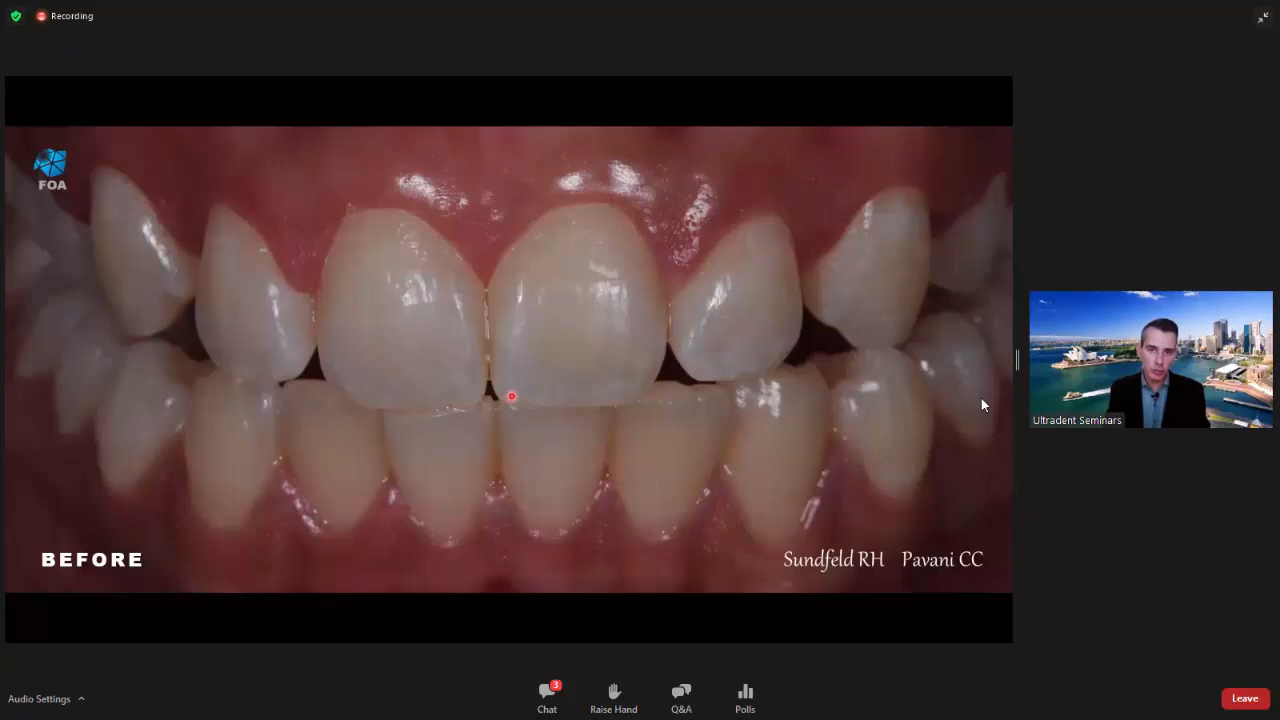 Recording
FOA
BEFORE
Sundfeld RH Pavani CC
Ultradent Seminars
Audio Settings
3
Chat
Raise Hand
Q&A
Polls
Leave